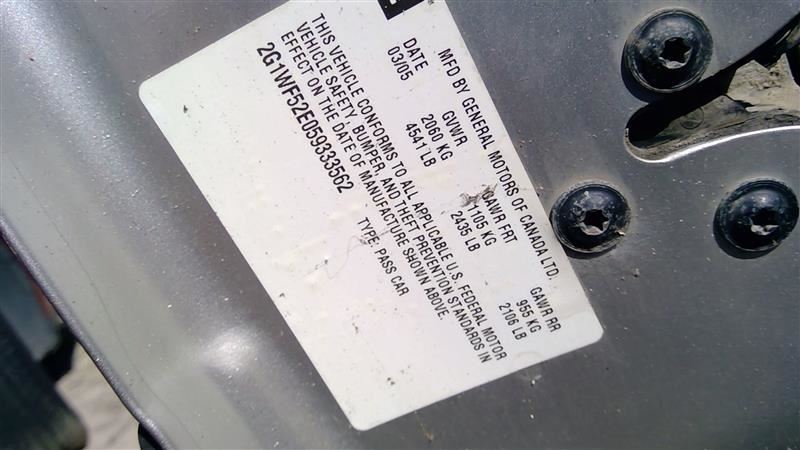 MFD BY GENERAL MOTORS OF CANADA LTD.
DATE GVWR GAWR FRT GAWR RR
03/05 2060 KG 1105 KG 955 KG
4541 LB 2435 LB 2106 LB
THIS VEHICLE CONFORMS TO ALL APPLICABLE U.S. FEDERAL MOTOR
VEHICLE SAFETY, BUMPER, AND THEFT PREVENTION STANDARDS IN
EFFECT ON THE DATE OF MANUFACTURE SHOWN ABOVE.
2G1WF52E059333562 TYPE: PASS CAR